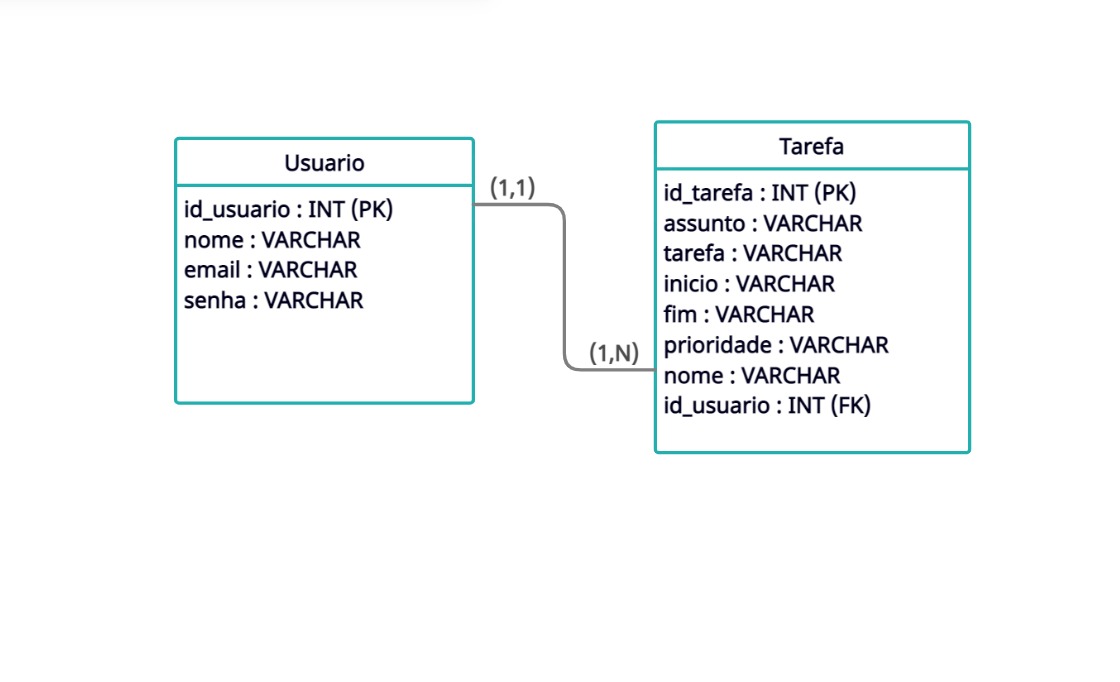 Usuario
id_usuario : INT (PK)
nome : VARCHAR
email : VARCHAR
senha : VARCHAR
(1,1)
(1,N)
Tarefa
id_tarefa : INT (PK)
assunto : VARCHAR
tarefa : VARCHAR
inicio : VARCHAR
fim : VARCHAR
prioridade : VARCHAR
nome : VARCHAR
id_usuario : INT (FK)